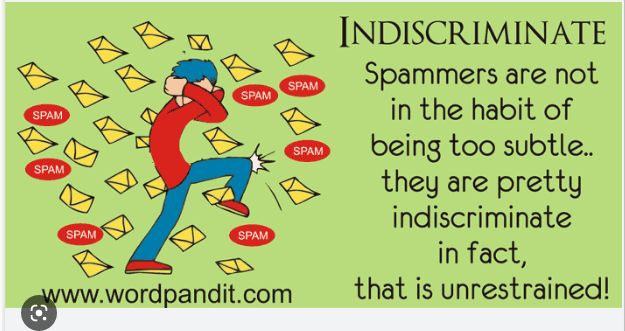 INDISCRIMINATE
Spammers are not
in the habit of
being too subtle..
they are pretty
indiscriminate
in fact,
that is unrestrained!
SPAM
SPAM
SPAM
SPAM
SPAM
SPAM
SPAM
www.wordpandit.com